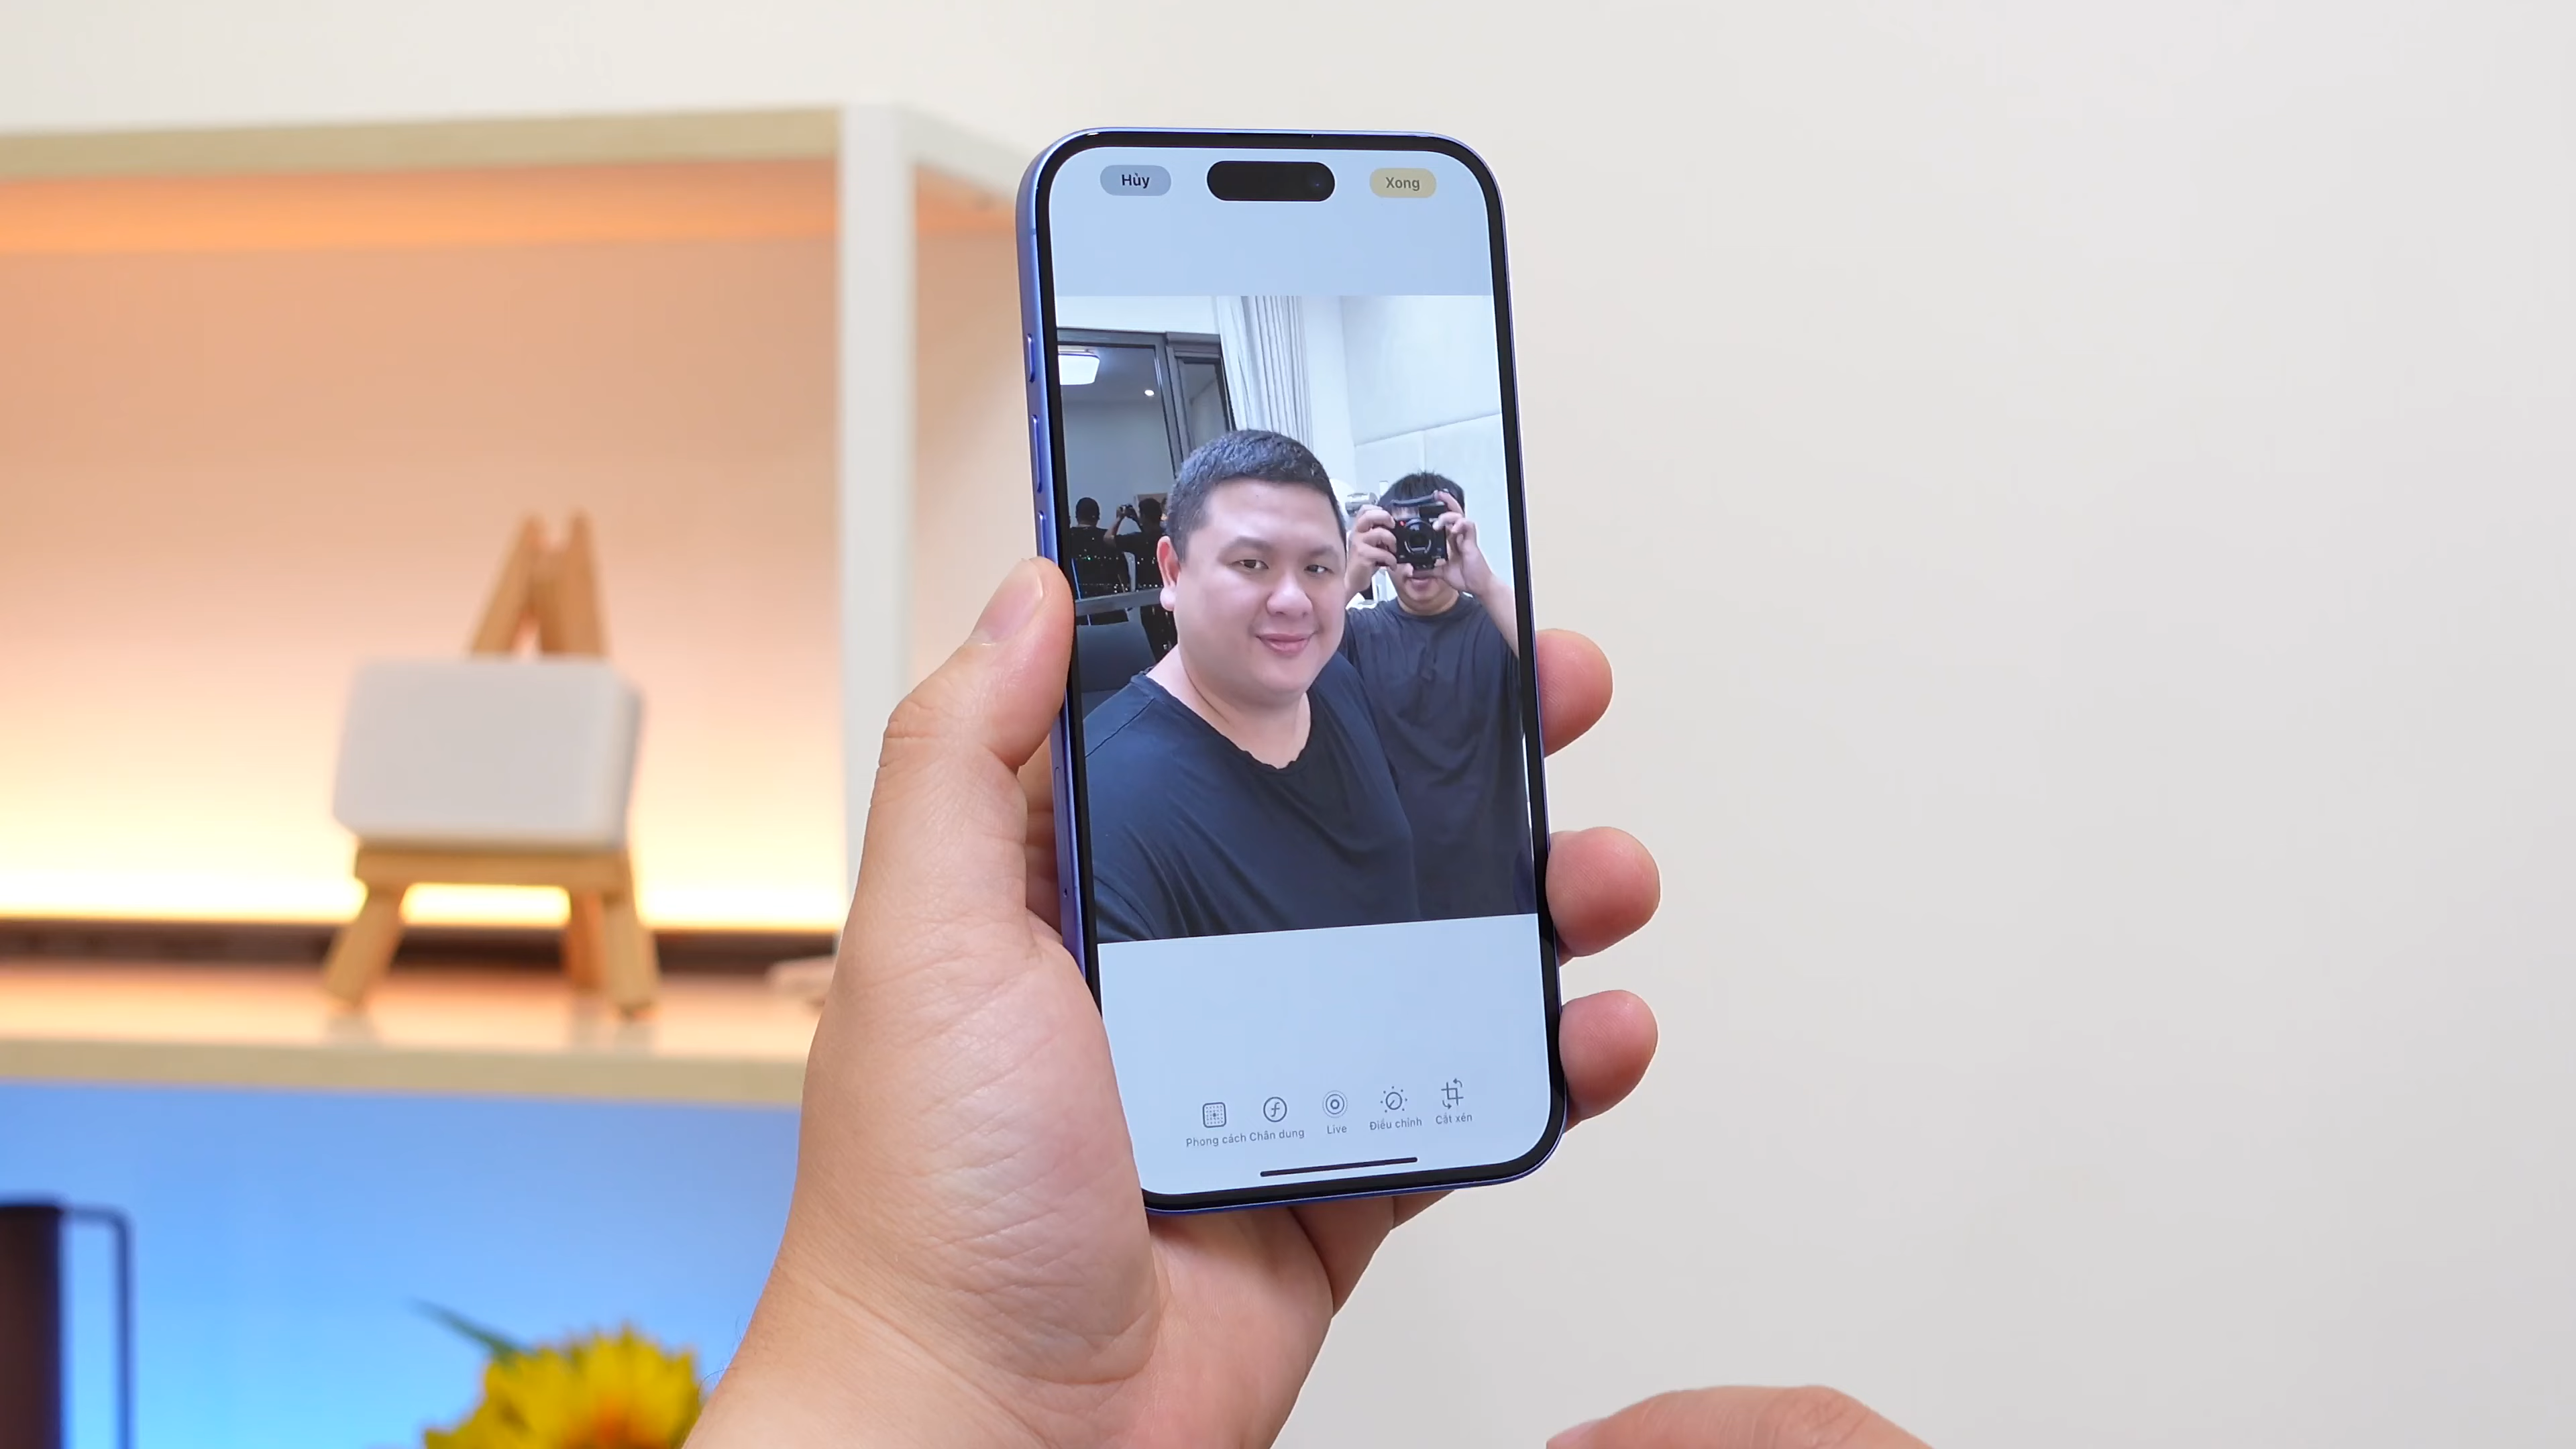 Hủy
Xong
Phong cách
Chân dung
Live
Điều chỉnh
Cắt xén